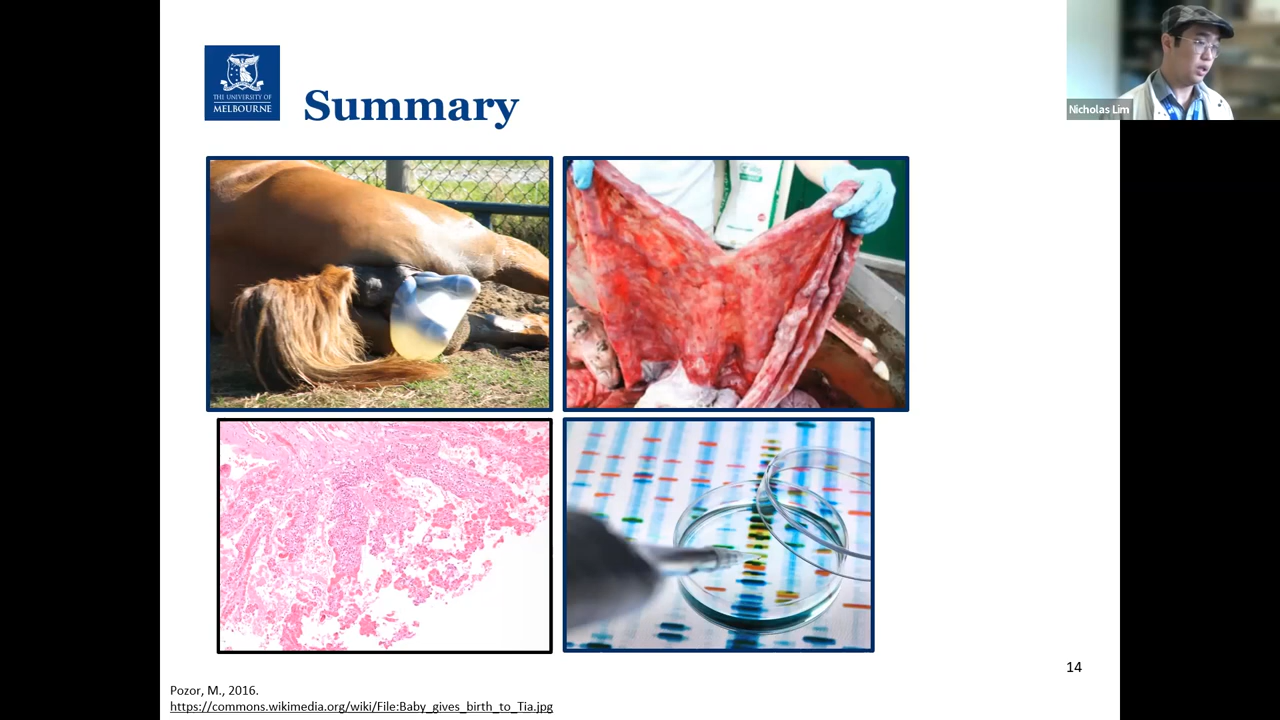 THE UNIVERSITY OF
MELBOURNE
Summary
Nicholas Lim
14
Pozor, M., 2016.
https://commons.wikimedia.org/wiki/File:Baby_gives_birth_to_Tia.jpg